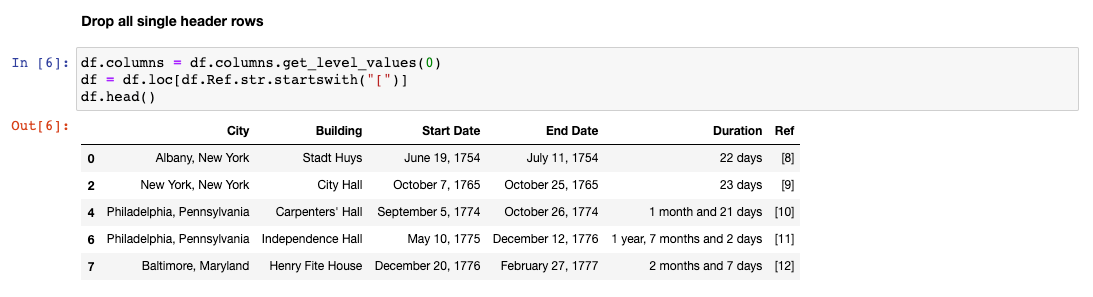 Drop all single header rows
In [6]: df.columns = df.columns.get_level_values(0)
df = df.loc[df.Ref.str.startswith("[")]
df.head()
Out[6]:
City Building Start Date End Date Duration Ref
0 Albany, New York Stadt Huys June 19, 1754 July 11, 1754 22 days [8]
2 New York, New York City Hall October 7, 1765 October 25, 1765 23 days [9]
4 Philadelphia, Pennsylvania Carpenters' Hall September 5, 1774 October 26, 1774 1 month and 21 days [10]
6 Philadelphia, Pennsylvania Independence Hall May 10, 1775 December 12, 1776 1 year, 7 months and 2 days [11]
7 Baltimore, Maryland Henry Fite House December 20, 1776 February 27, 1777 2 months and 7 days [12]